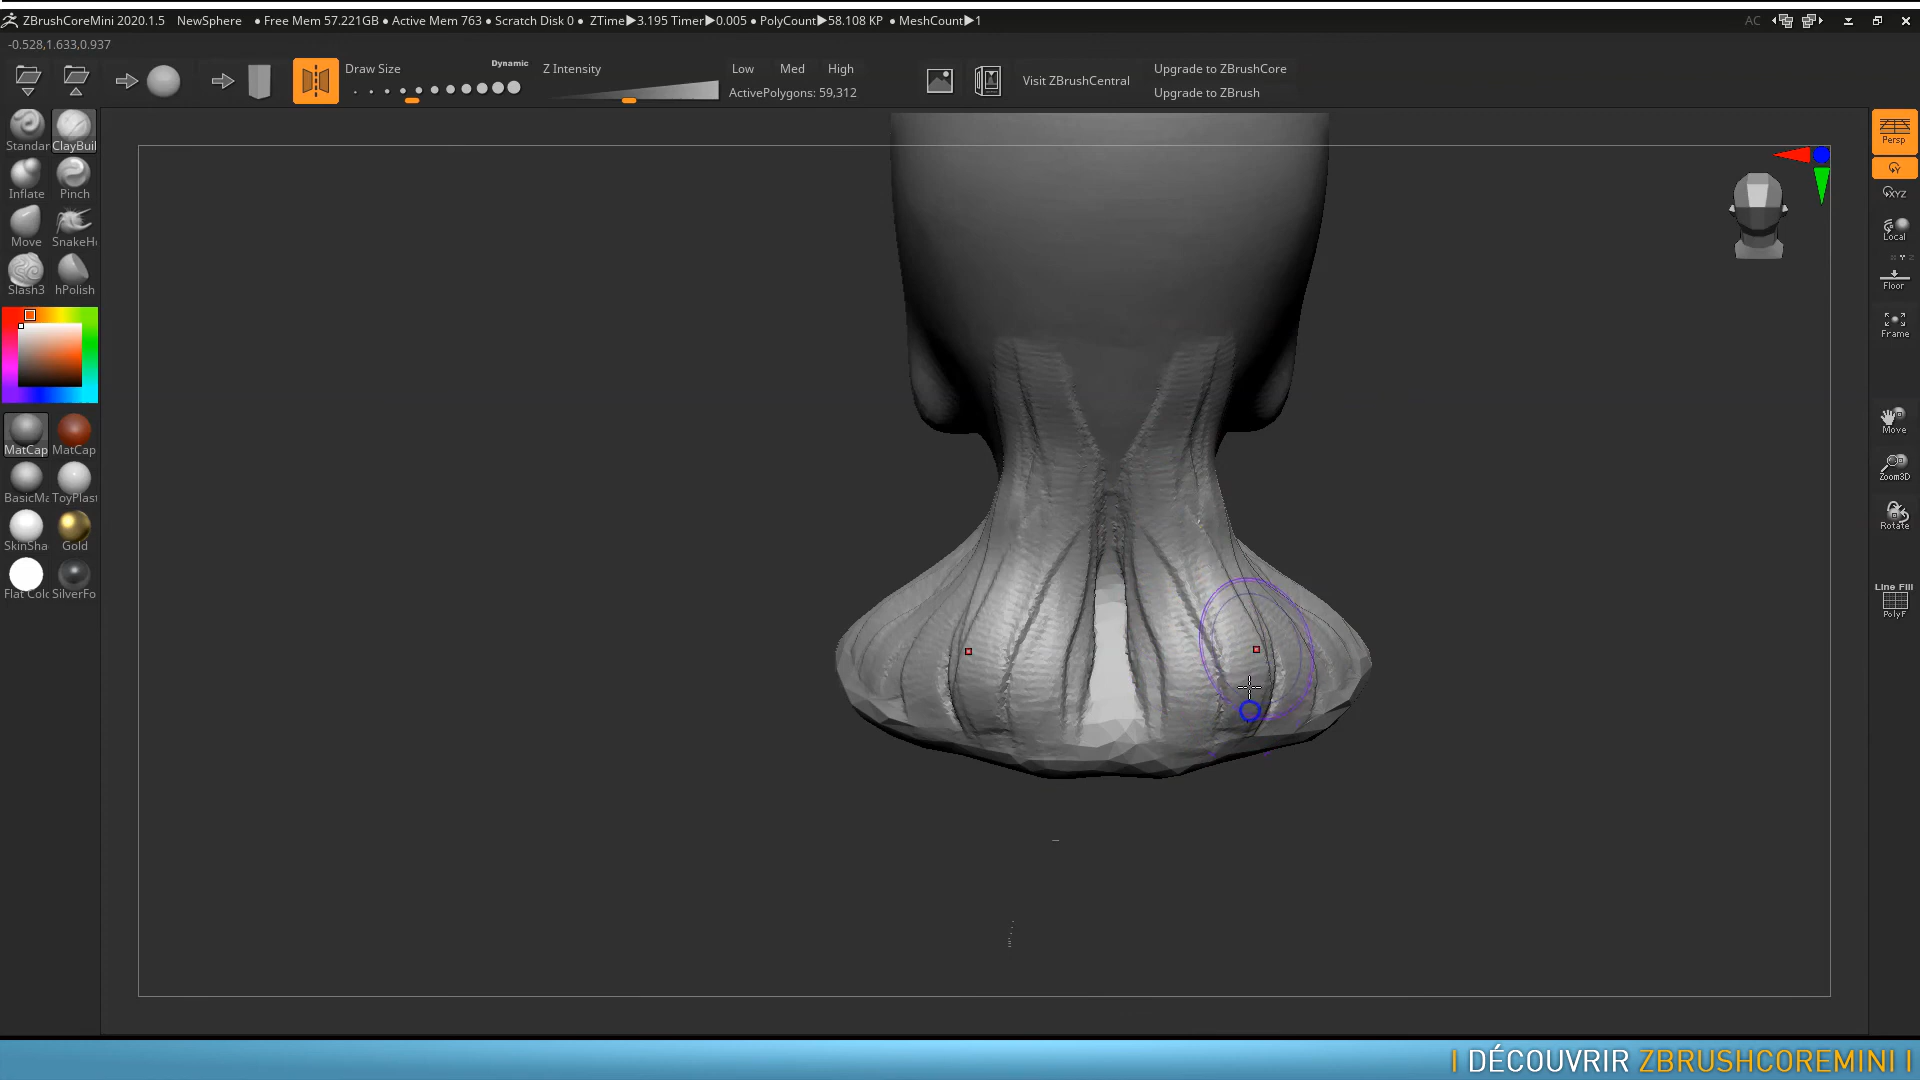 ZBrushCoreMini 2020.1.5 NewSphere ● Free Mem 57.221GB ● Active Mem 763 ● Scratch Disk 0 ● ZTime▶3.195 Timer▶0.005 ● PolyCount▶58.108 KP ● MeshCount▶1 AC
-0.528,1.633,0.937
Draw Size Dynamic Z Intensity Low Med High Upgrade to ZBrushCore
ActivePolygons: 59,312 Visit ZBrushCentral Upgrade to ZBrush
Standar ClayBuil
Inflate Pinch
Move SnakeH
Slash3 hPolish
MatCap MatCap
BasicMa ToyPlast
SkinSha Gold
Flat Colo SilverFo
Persp
Y
XYZ
Local
Floor
Frame
Move
Zoom3D
Rotate
Line Fill
PolyF
| DÉCOUVRIR ZBRUSHCOREMINI |